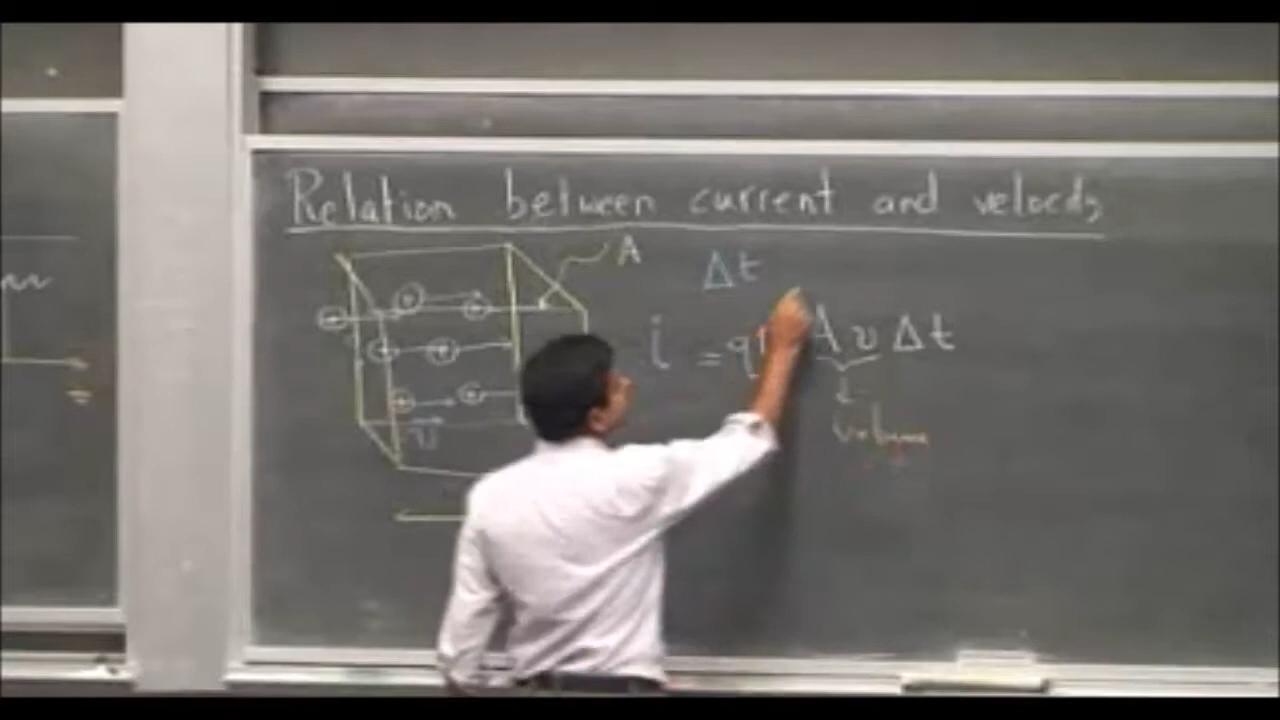 Relation between current and velocity
A
Δt
i = q A v Δt
volume
v